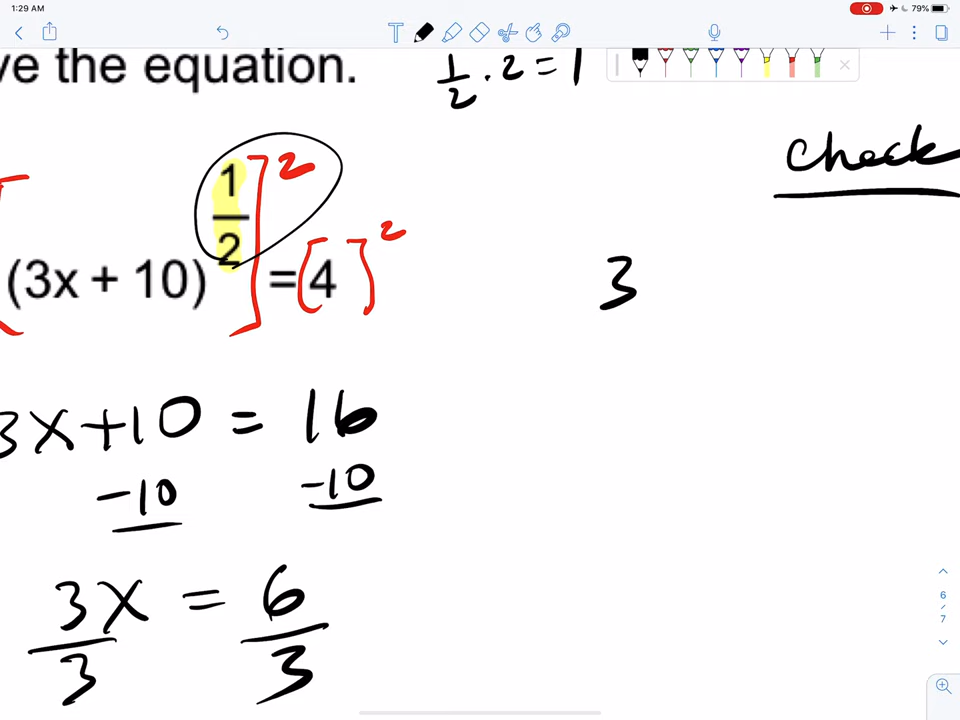 1:29 AM
79%
ve the equation.
1/2 · 2 = 1
check
[(3x + 10)^(1/2)]^2 = [4]^2
3
3x+10 = 16
-10 -10
3x = 6
3 3
6/7